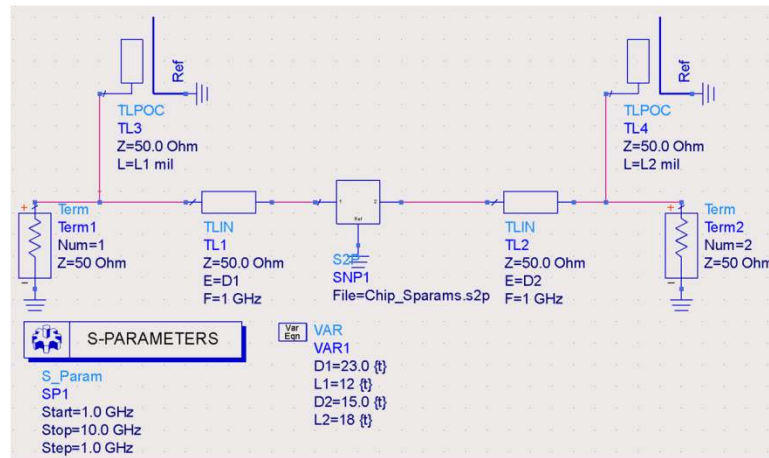 Ref
TLPOC
TL3
Z=50.0 Ohm
L=L1 mil
Ref
TLPOC
TL4
Z=50.0 Ohm
L=L2 mil
+
Term
Term1
Num=1
Z=50 Ohm
-
TLIN
TL1
Z=50.0 Ohm
E=D1
F=1 GHz
1 2
Ref
S2P
SNP1
File=Chip_Sparams.s2p
TLIN
TL2
Z=50.0 Ohm
E=D2
F=1 GHz
+
Term
Term2
Num=2
Z=50 Ohm
-
S-PARAMETERS
S_Param
SP1
Start=1.0 GHz
Stop=10.0 GHz
Step=1.0 GHz
Var
Eqn
VAR
VAR1
D1=23.0 {t}
L1=12 {t}
D2=15.0 {t}
L2=18 {t}